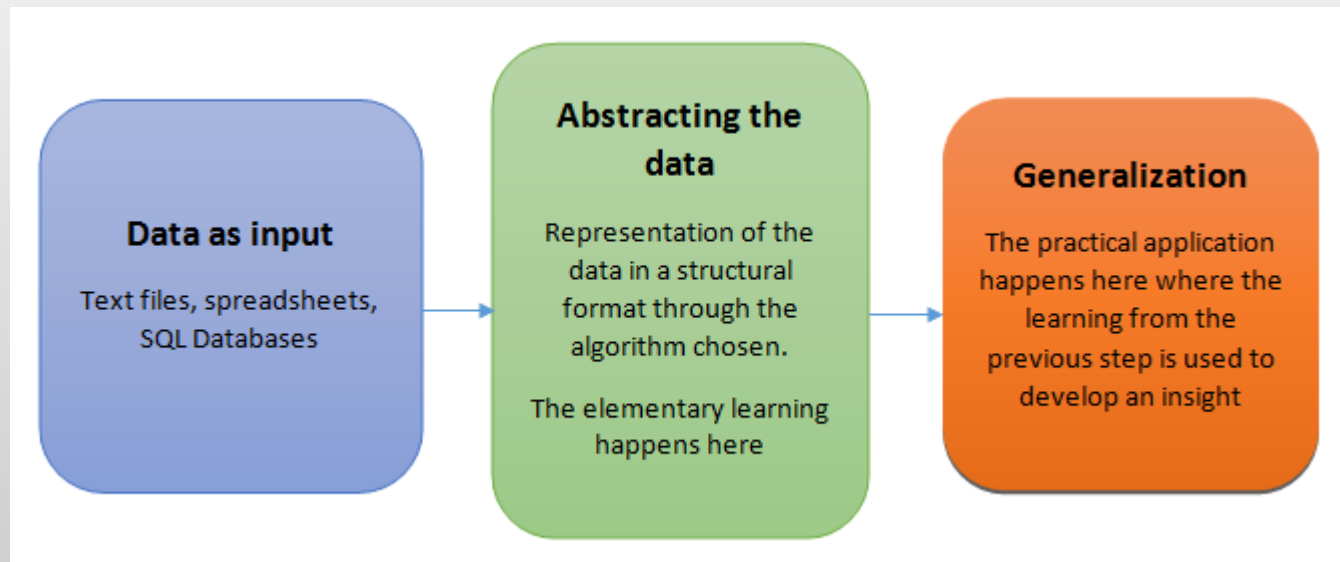 Data as input
Text files, spreadsheets,
SQL Databases
Abstracting the
data
Representation of the
data in a structural
format through the
algorithm chosen.
The elementary learning
happens here
Generalization
The practical application
happens here where the
learning from the
previous step is used to
develop an insight